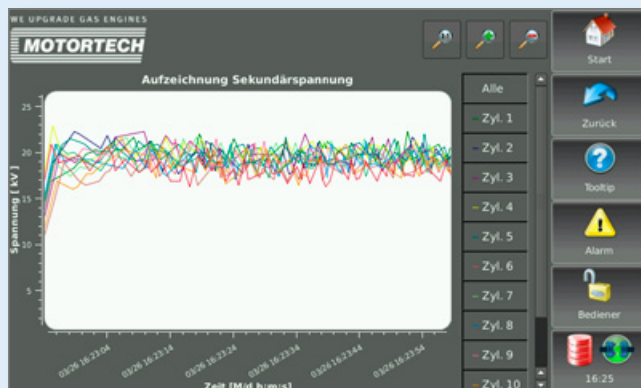 WE UPGRADE GAS ENGINES
MOTORTECH
Aufzeichnung Sekundärspannung
Spannung [ kV ]
25
20
15
10
5
03/26 16:23:04
03/26 16:23:14
03/26 16:23:24
03/26 16:23:34
03/26 16:23:44
03/26 16:23:54
Zeit [M/d h:m:s]
Alle
Zyl. 1
Zyl. 2
Zyl. 3
Zyl. 4
Zyl. 5
Zyl. 6
Zyl. 7
Zyl. 8
Zyl. 9
Zyl. 10
Start
Zurück
Tooltip
Alarm
Bediener
16:25